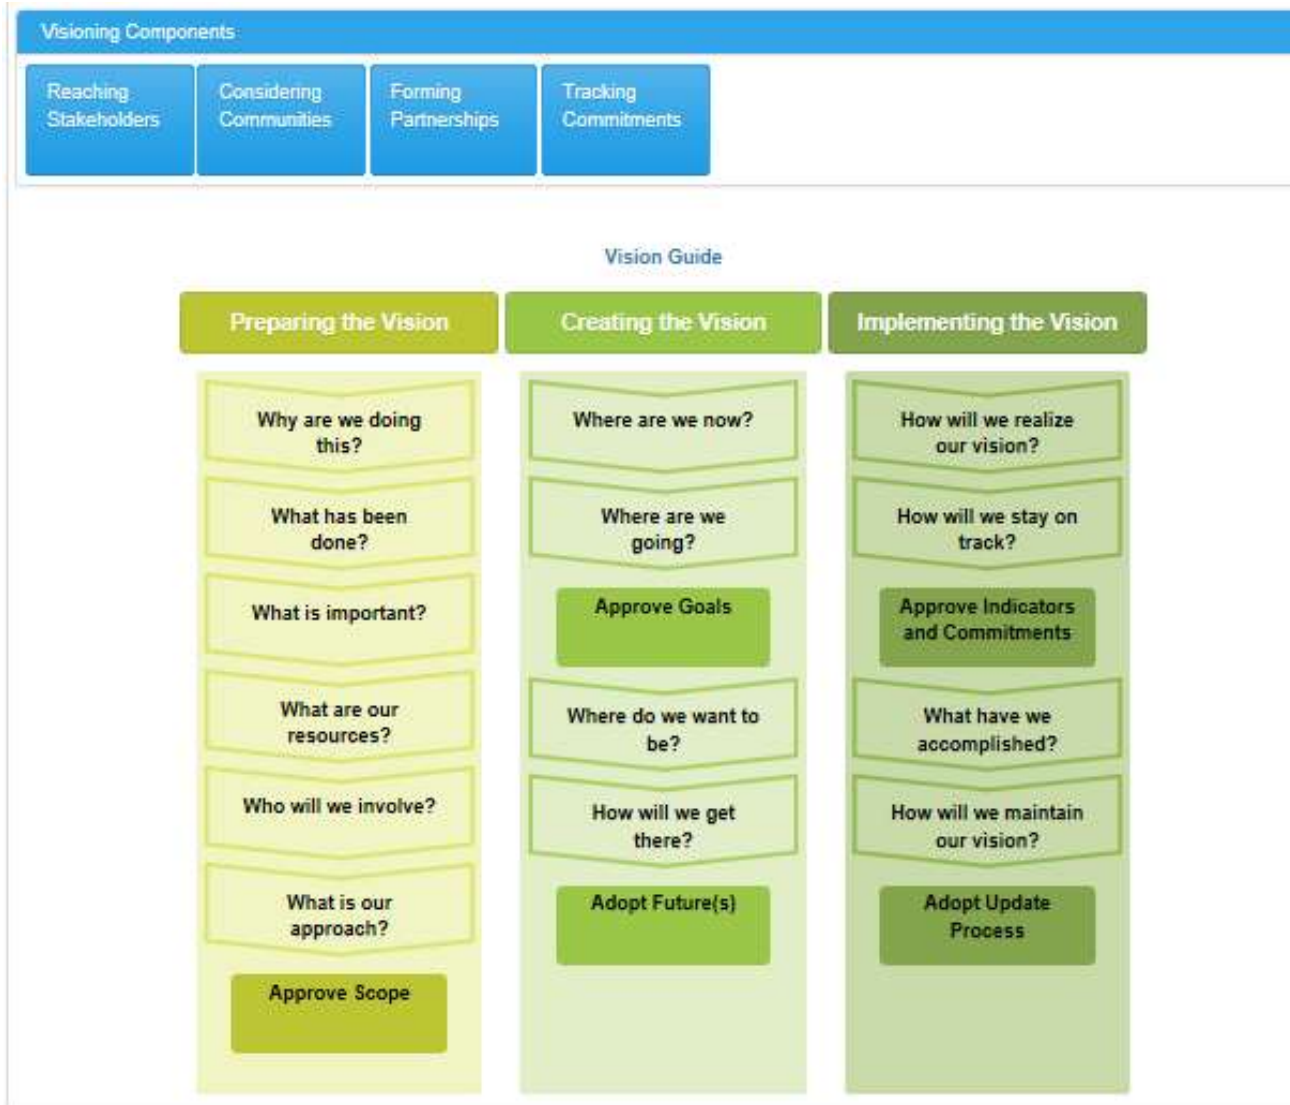 Visioning Components
Reaching
Stakeholders
Considering
Communities
Forming
Partnerships
Tracking
Commitments
Vision Guide
Preparing the Vision
Why are we doing
this?
What has been
done?
What is important?
What are our
resources?
Who will we involve?
What is our
approach?
Approve Scope
Creating the Vision
Where are we now?
Where are we
going?
Approve Goals
Where do we want to
be?
How will we get
there?
Adopt Future(s)
Implementing the Vision
How will we realize
our vision?
How will we stay on
track?
Approve Indicators
and Commitments
What have we
accomplished?
How will we maintain
our vision?
Adopt Update
Process